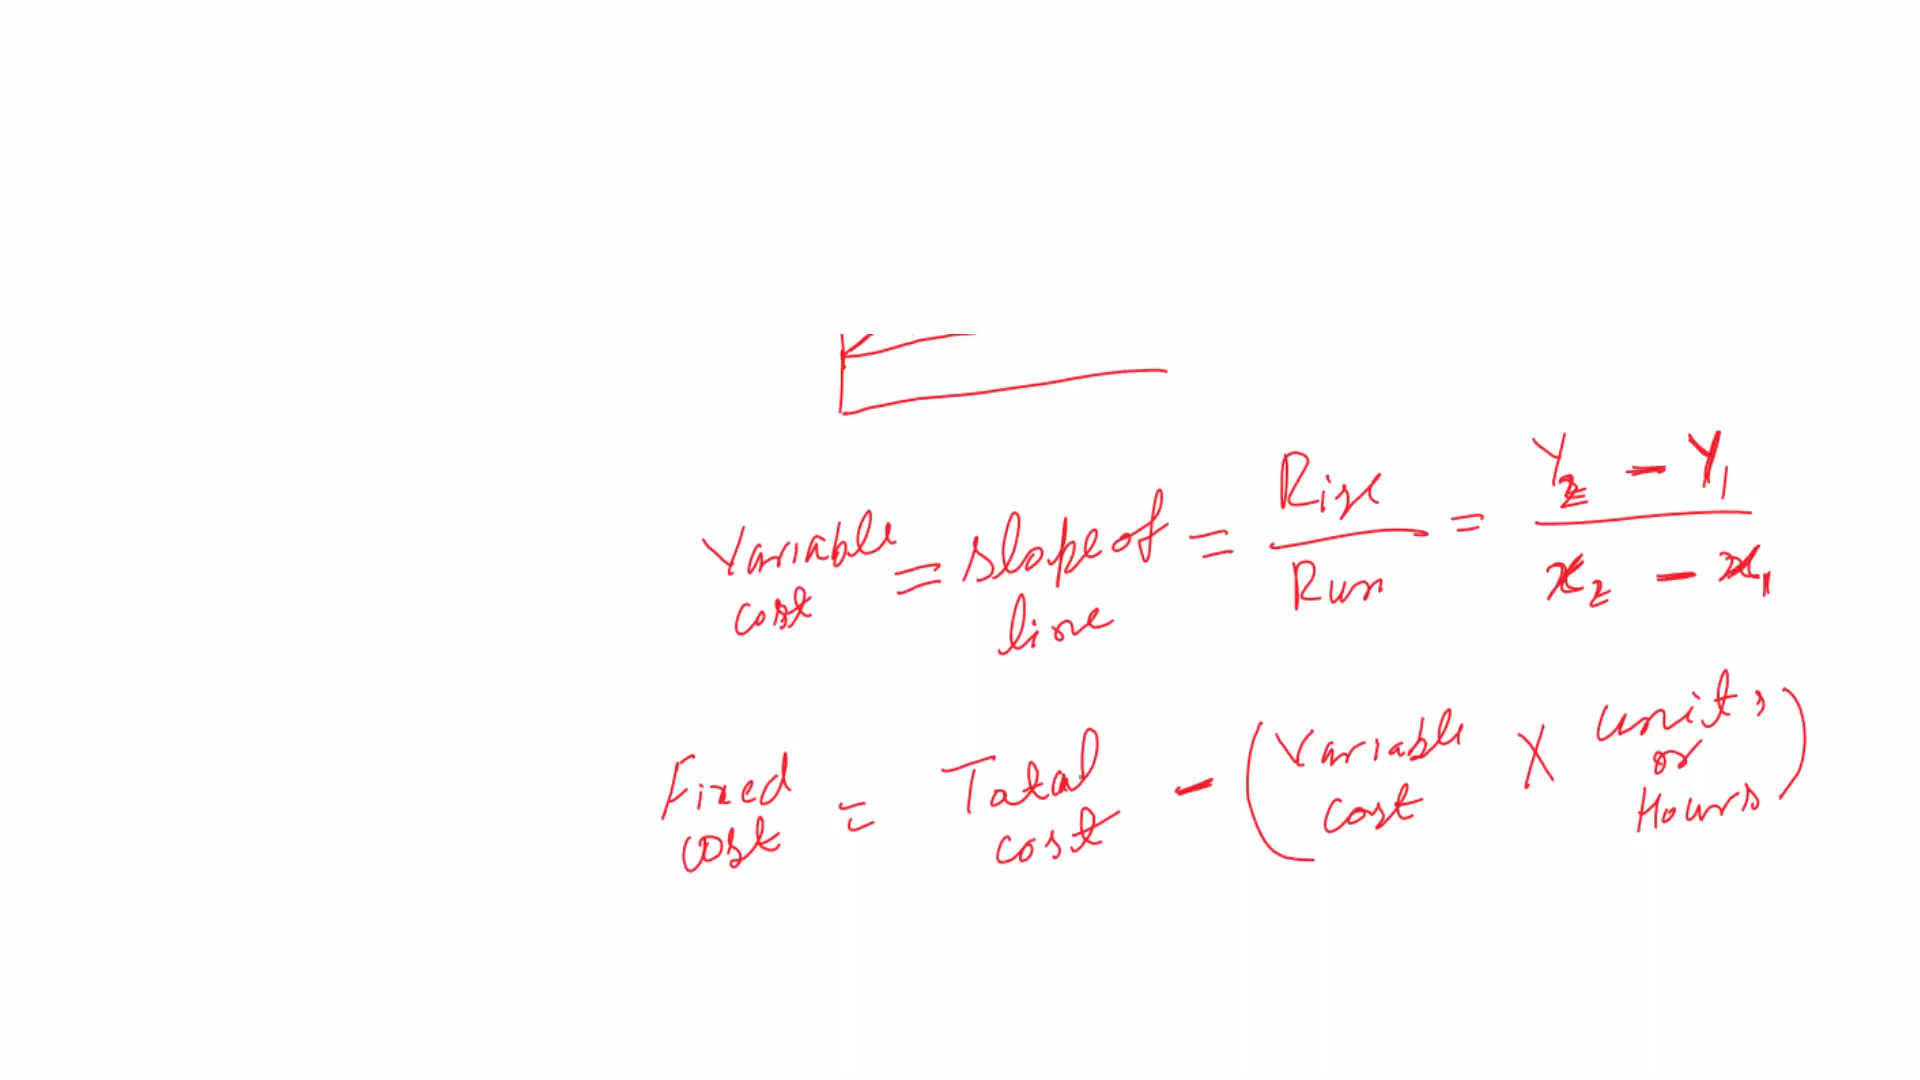 Variable cost = slope of line = Rise / Run = Y₂ - Y₁ / x₂ - x₁
Fixed cost = Total cost - (Variable cost X units or Hours)